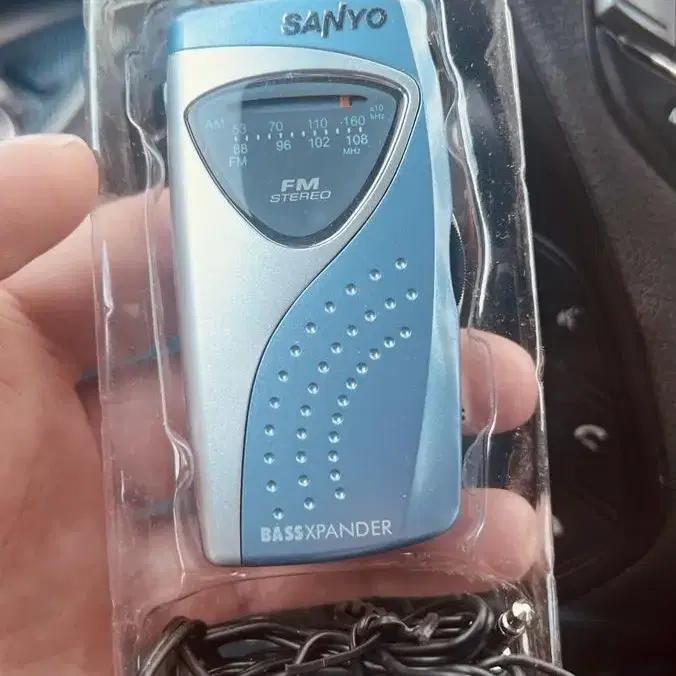 SANYO
AM 53 70 110 160 x10 kHz
88 96 102 108
FM MHz
FM
STEREO
BASSXPANDER